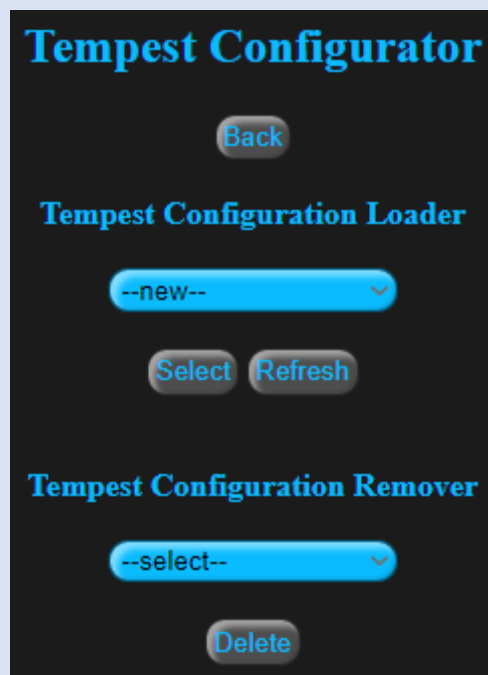 Tempest Configurator
Back
Tempest Configuration Loader
--new--
Select Refresh
Tempest Configuration Remover
--select--
Delete